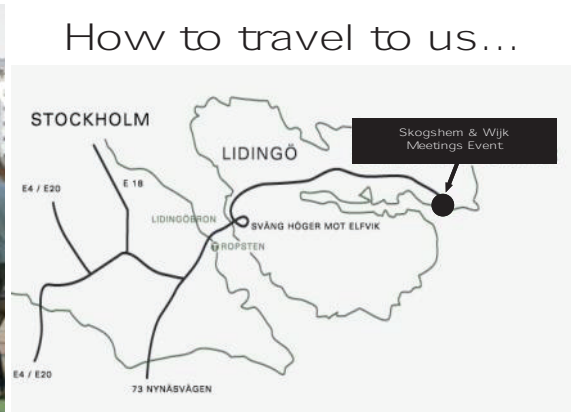 How to travel to us...
STOCKHOLM
Skogshem & Wijk
Meetings Event
LIDINGÖ
E4 / E20
E 18
LIDINGÖBRON
SVÄNG HÖGER MOT ELFVIK
ROPSTEN
E4 / E20
73 NYNÄSVÄGEN